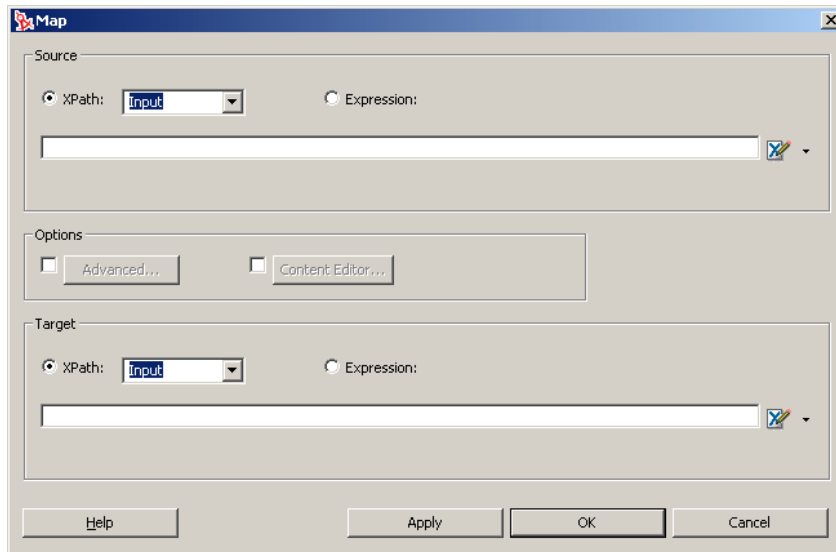 Map
Source
XPath: Input Expression:
Options
Advanced... Content Editor...
Target
XPath: Input Expression:
Help Apply OK Cancel